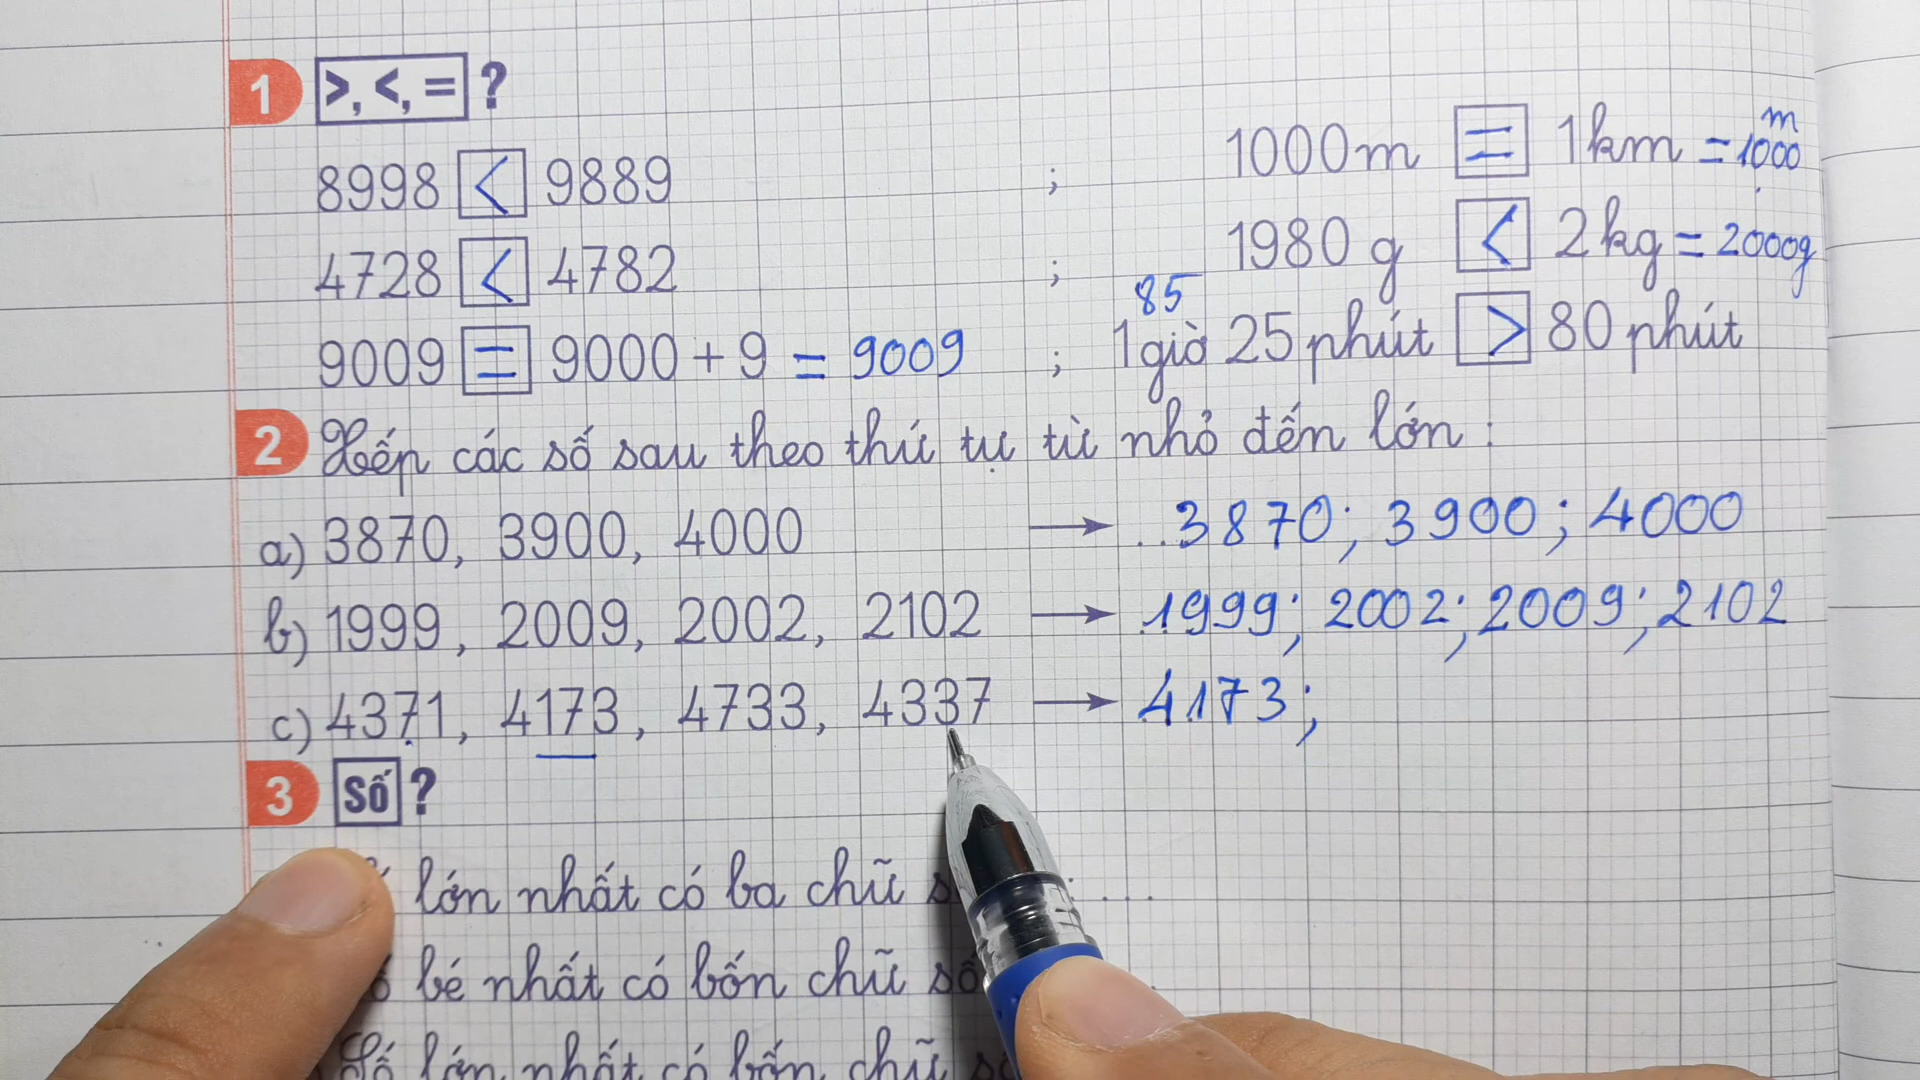 1 >, <, = ?
8998 < 9889 ; 1000m = 1km = 1000 m
4728 < 4782 ; 1980 g < 2kg = 2000g
85
9009 = 9000 + 9 = 9009 ; 1 giờ 25 phút > 80 phút
2 Xếp các số sau theo thứ tự từ nhỏ đến lớn :
a) 3870, 3900, 4000 → ..3870; 3900; 4000
b) 1999, 2009, 2002, 2102 → 1999; 2002; 2009; 2102
c) 4371, 4173, 4733, 4337 → 4173;
3 Số ?
lớn nhất có ba chữ : ...
bé nhất có bốn chữ số
Số lớn nhất có bốn chữ